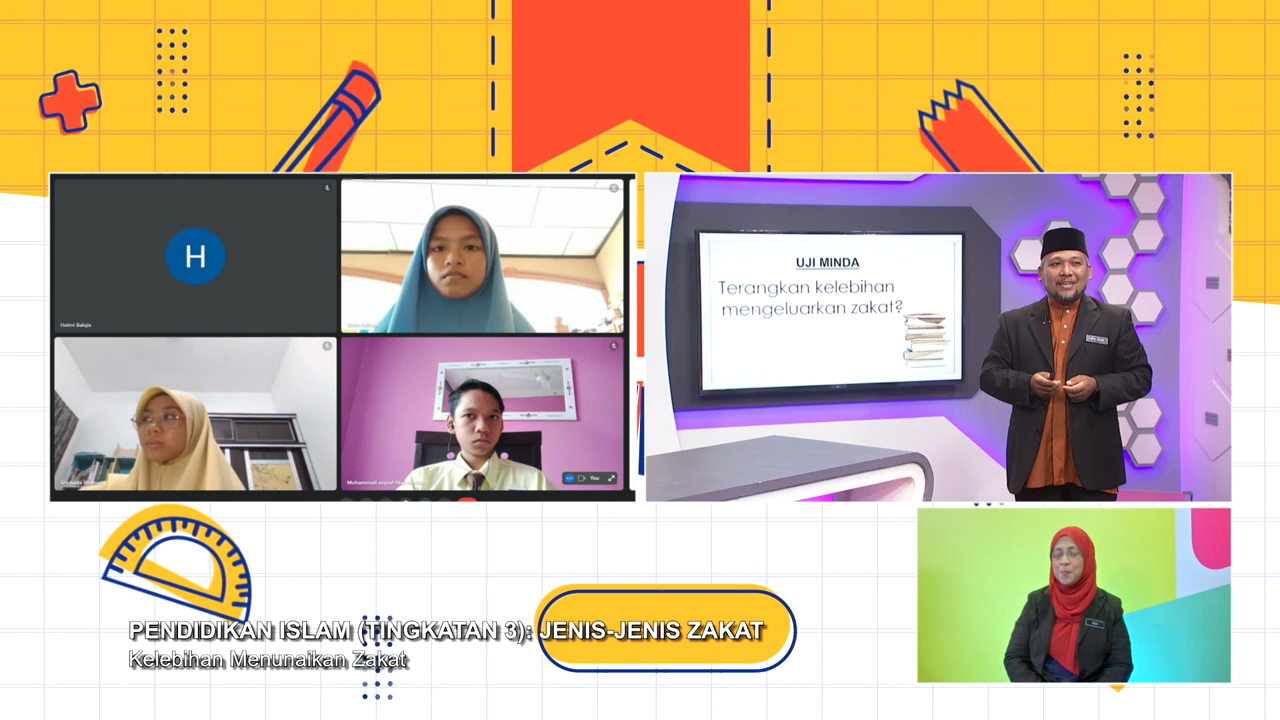 H
UJI MINDA
Terangkan kelebihan
mengeluarkan zakat?
You
PENDIDIKAN ISLAM (TINGKATAN 3): JENIS-JENIS ZAKAT
Kelebihan Menunaikan Zakat